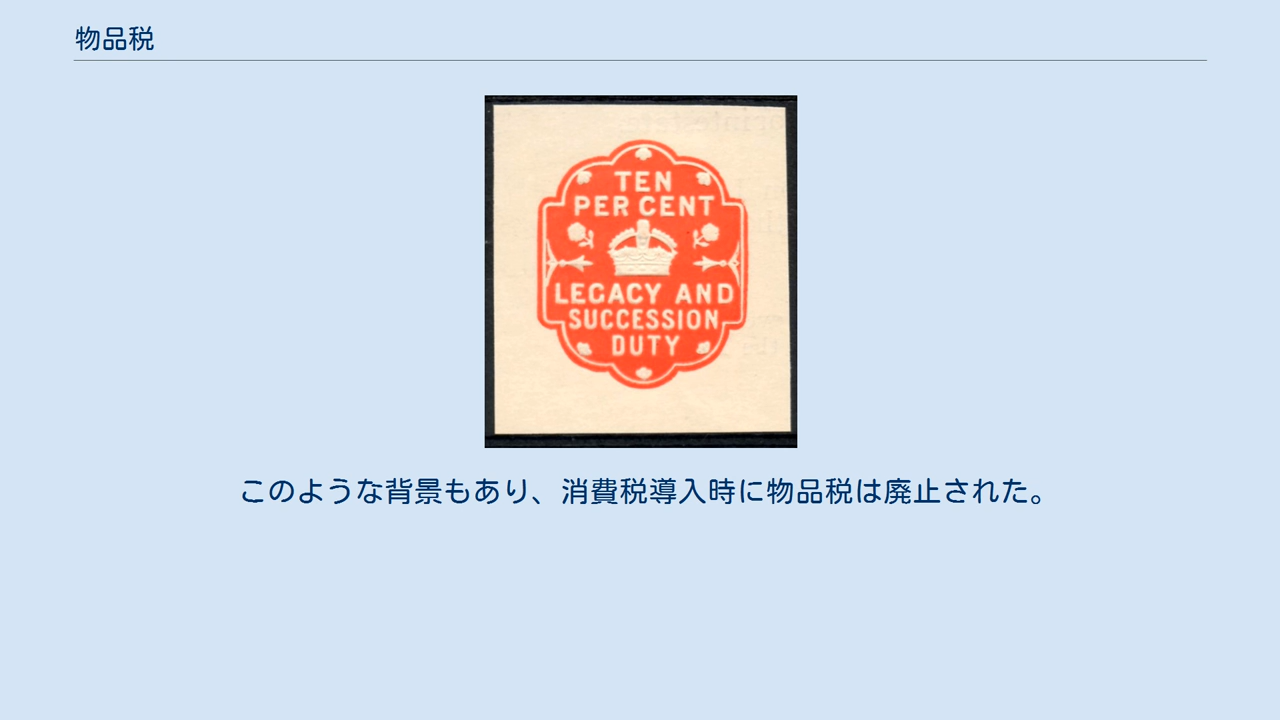 物品税
TEN
PER CENT
LEGACY AND
SUCCESSION
DUTY
このような背景もあり、消費税導入時に物品税は廃止された。